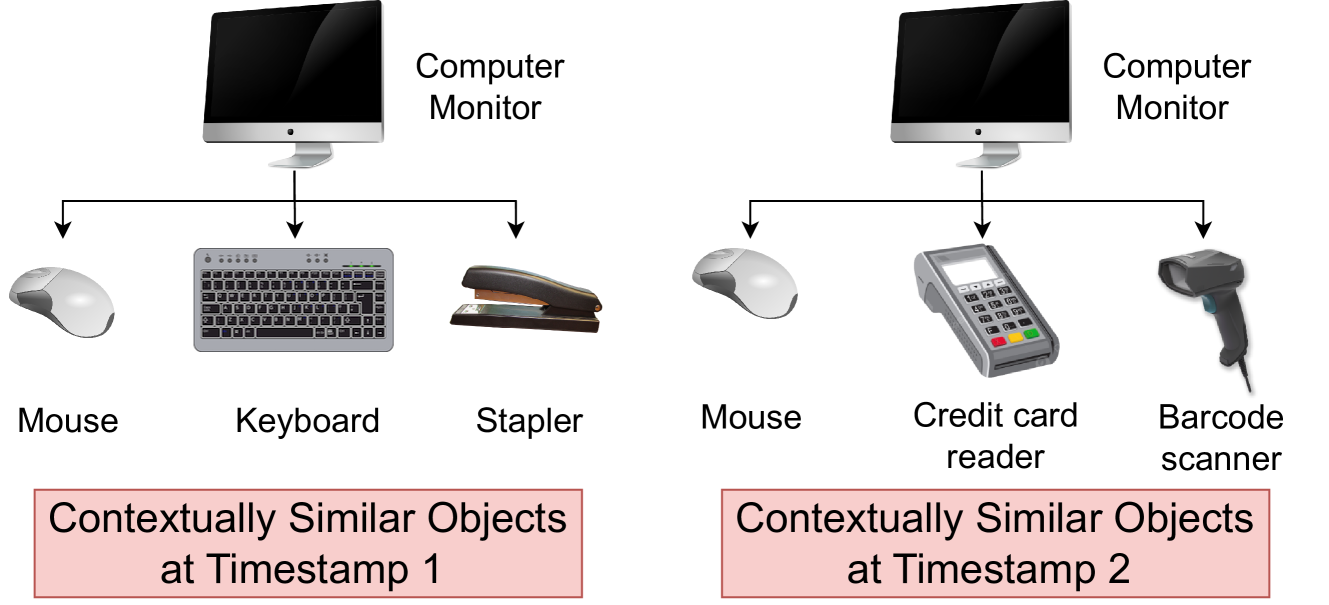 Computer
Monitor
Mouse
Keyboard
Stapler
Contextually Similar Objects
at Timestamp 1
Computer
Monitor
Mouse
Credit card
reader
Barcode
scanner
Contextually Similar Objects
at Timestamp 2